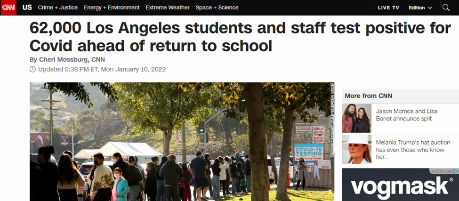 CNN US Crime + Justice Energy + Environment Extreme Weather Space + Science LIVE TV Edition
62,000 Los Angeles students and staff test positive for
Covid ahead of return to school
By Cheri Mossburg, CNN
Updated 5:38 PM ET, Mon January 10, 2022
More from CNN
Jason Momoa and Lisa
Bonet announce split
Melania Trump's hat auction
has even those who know
her...
vogmask®